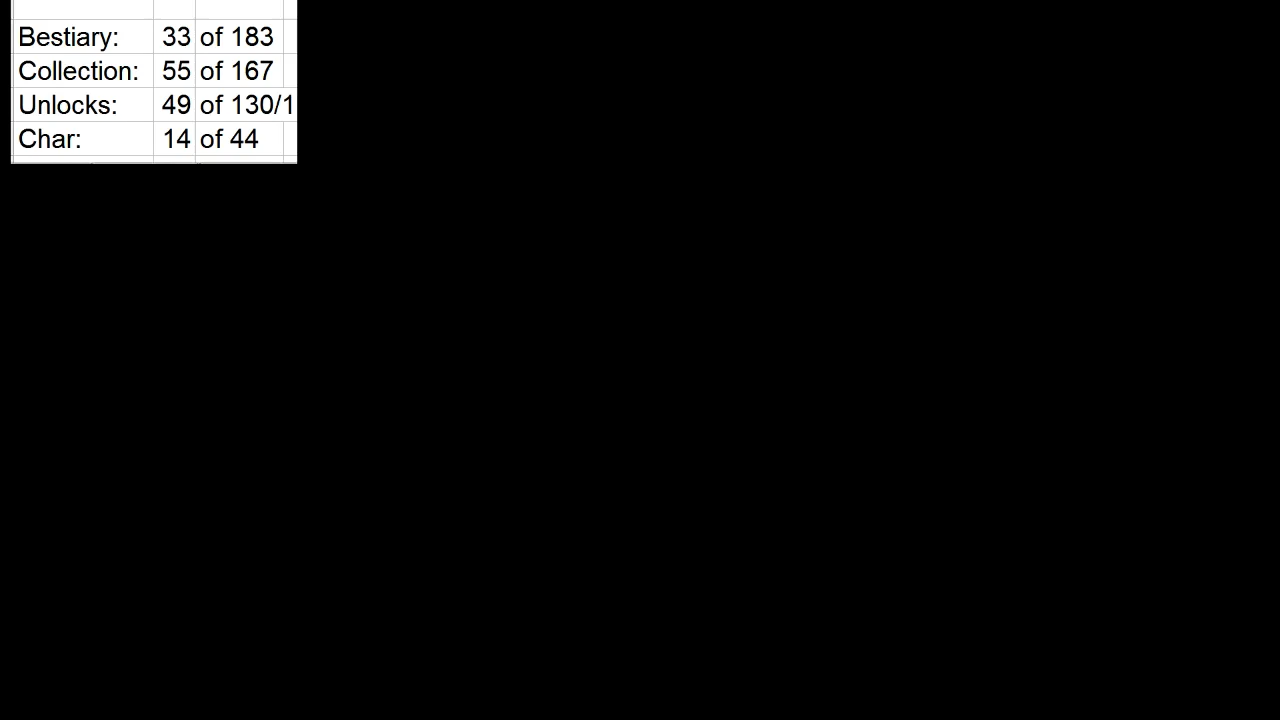 Bestiary: 33 of 183
Collection: 55 of 167
Unlocks: 49 of 130/1
Char: 14 of 44